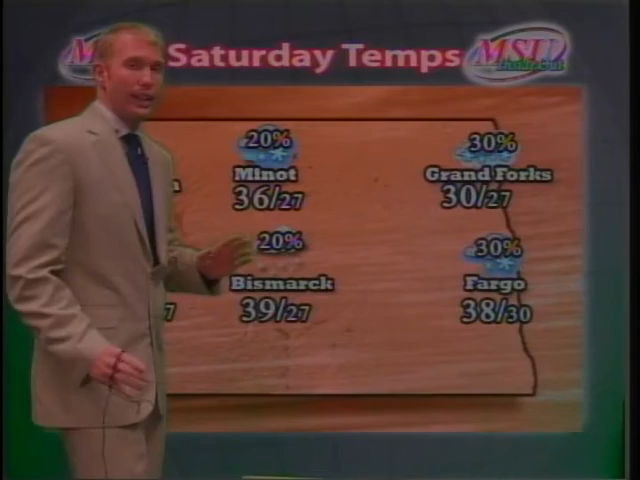 Saturday Temps
MSU
20%
30%
Minot
Grand Forks
36/27
30/27
20%
30%
Bismarck
Fargo
39/27
38/30
7